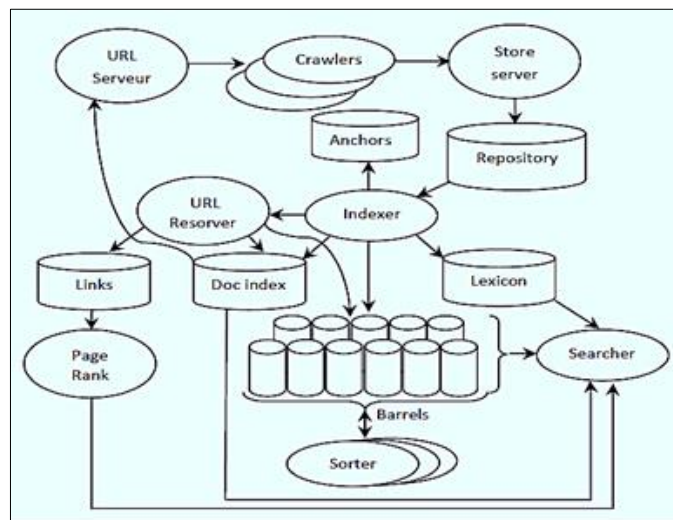 URL
Serveur
Crawlers
Store
server
Anchors
Repository
URL
Resorver
Indexer
Links
Doc index
Lexicon
Page
Rank
Searcher
Barrels
Sorter